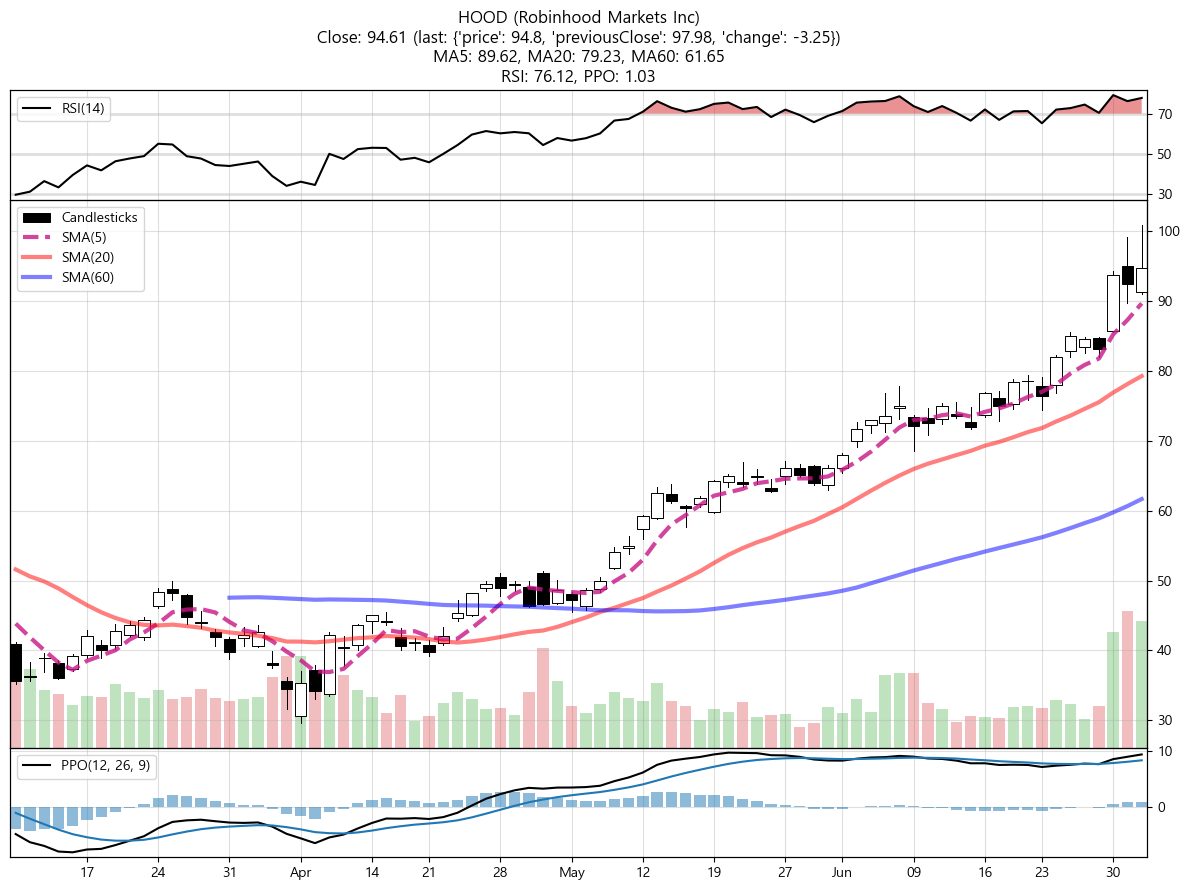 HOOD (Robinhood Markets Inc)
Close: 94.61 (last: {'price': 94.8, 'previousClose': 97.98, 'change': -3.25})
MA5: 89.62, MA20: 79.23, MA60: 61.65
RSI: 76.12, PPO: 1.03
RSI(14)
70
50
30
Candlesticks
SMA(5)
SMA(20)
SMA(60)
100
90
80
70
60
50
40
30
PPO(12, 26, 9)
10
0
17 24 31 Apr 14 21 28 May 12 19 27 Jun 09 16 23 30